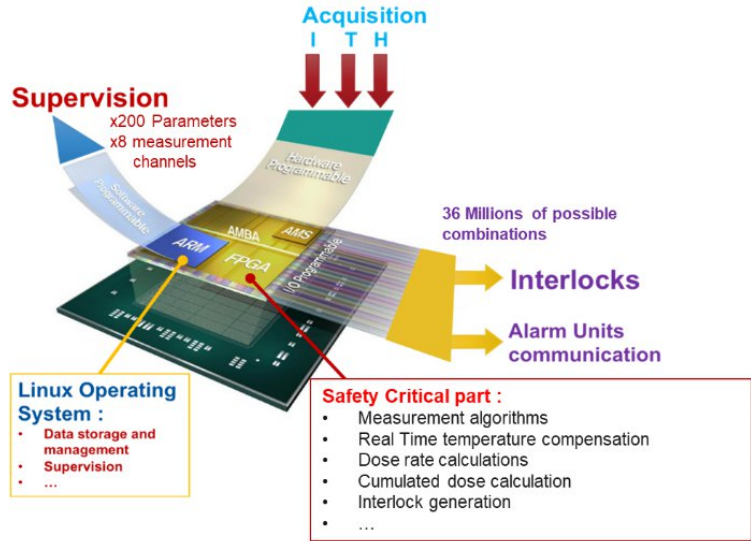 Acquisition
I T H
Supervision
x200 Parameters
x8 measurement
channels
Hardware
Programmable
Software
Programmable
36 Millions of possible
combinations
AMBA
AMS
ARM
FPGA
I/O Programmable
Interlocks
Alarm Units
communication
Linux Operating
System :
• Data storage and
management
• Supervision
• ...
Safety Critical part :
• Measurement algorithms
• Real Time temperature compensation
• Dose rate calculations
• Cumulated dose calculation
• Interlock generation
• ...